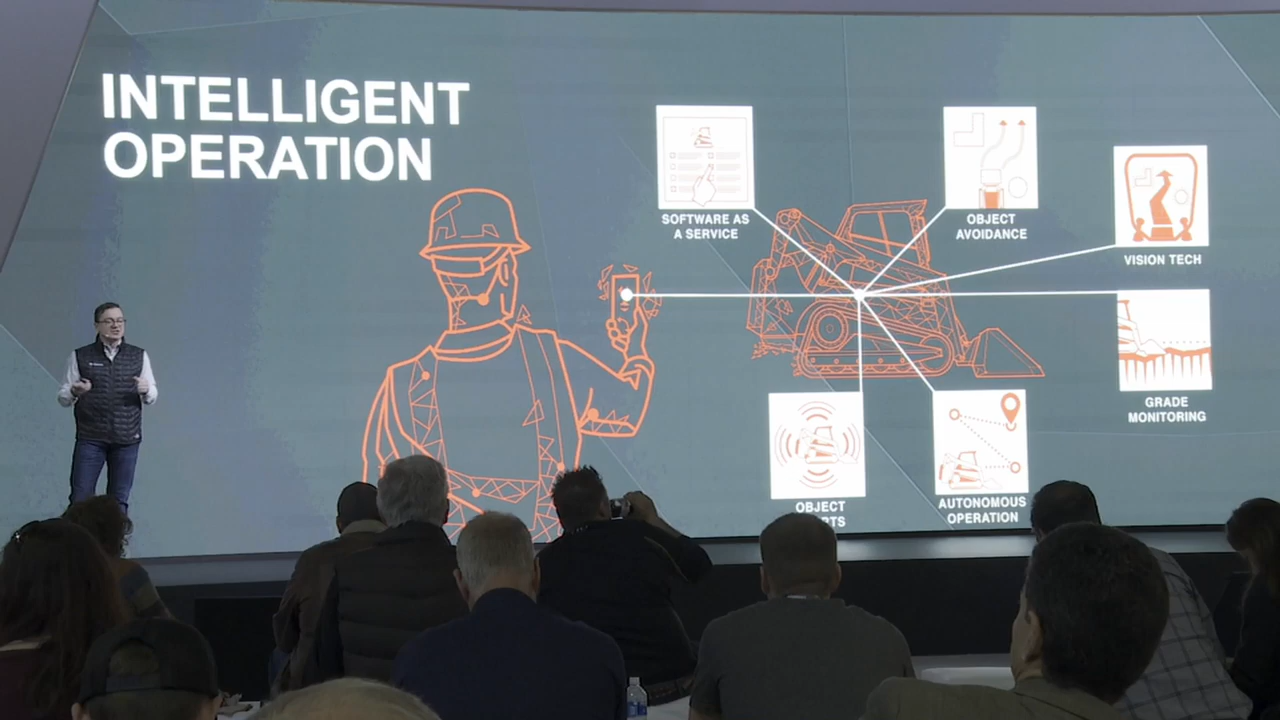 INTELLIGENT
OPERATION
SOFTWARE AS
A SERVICE
OBJECT
AVOIDANCE
VISION TECH
GRADE
MONITORING
OBJECT
AUTONOMOUS
OPERATION